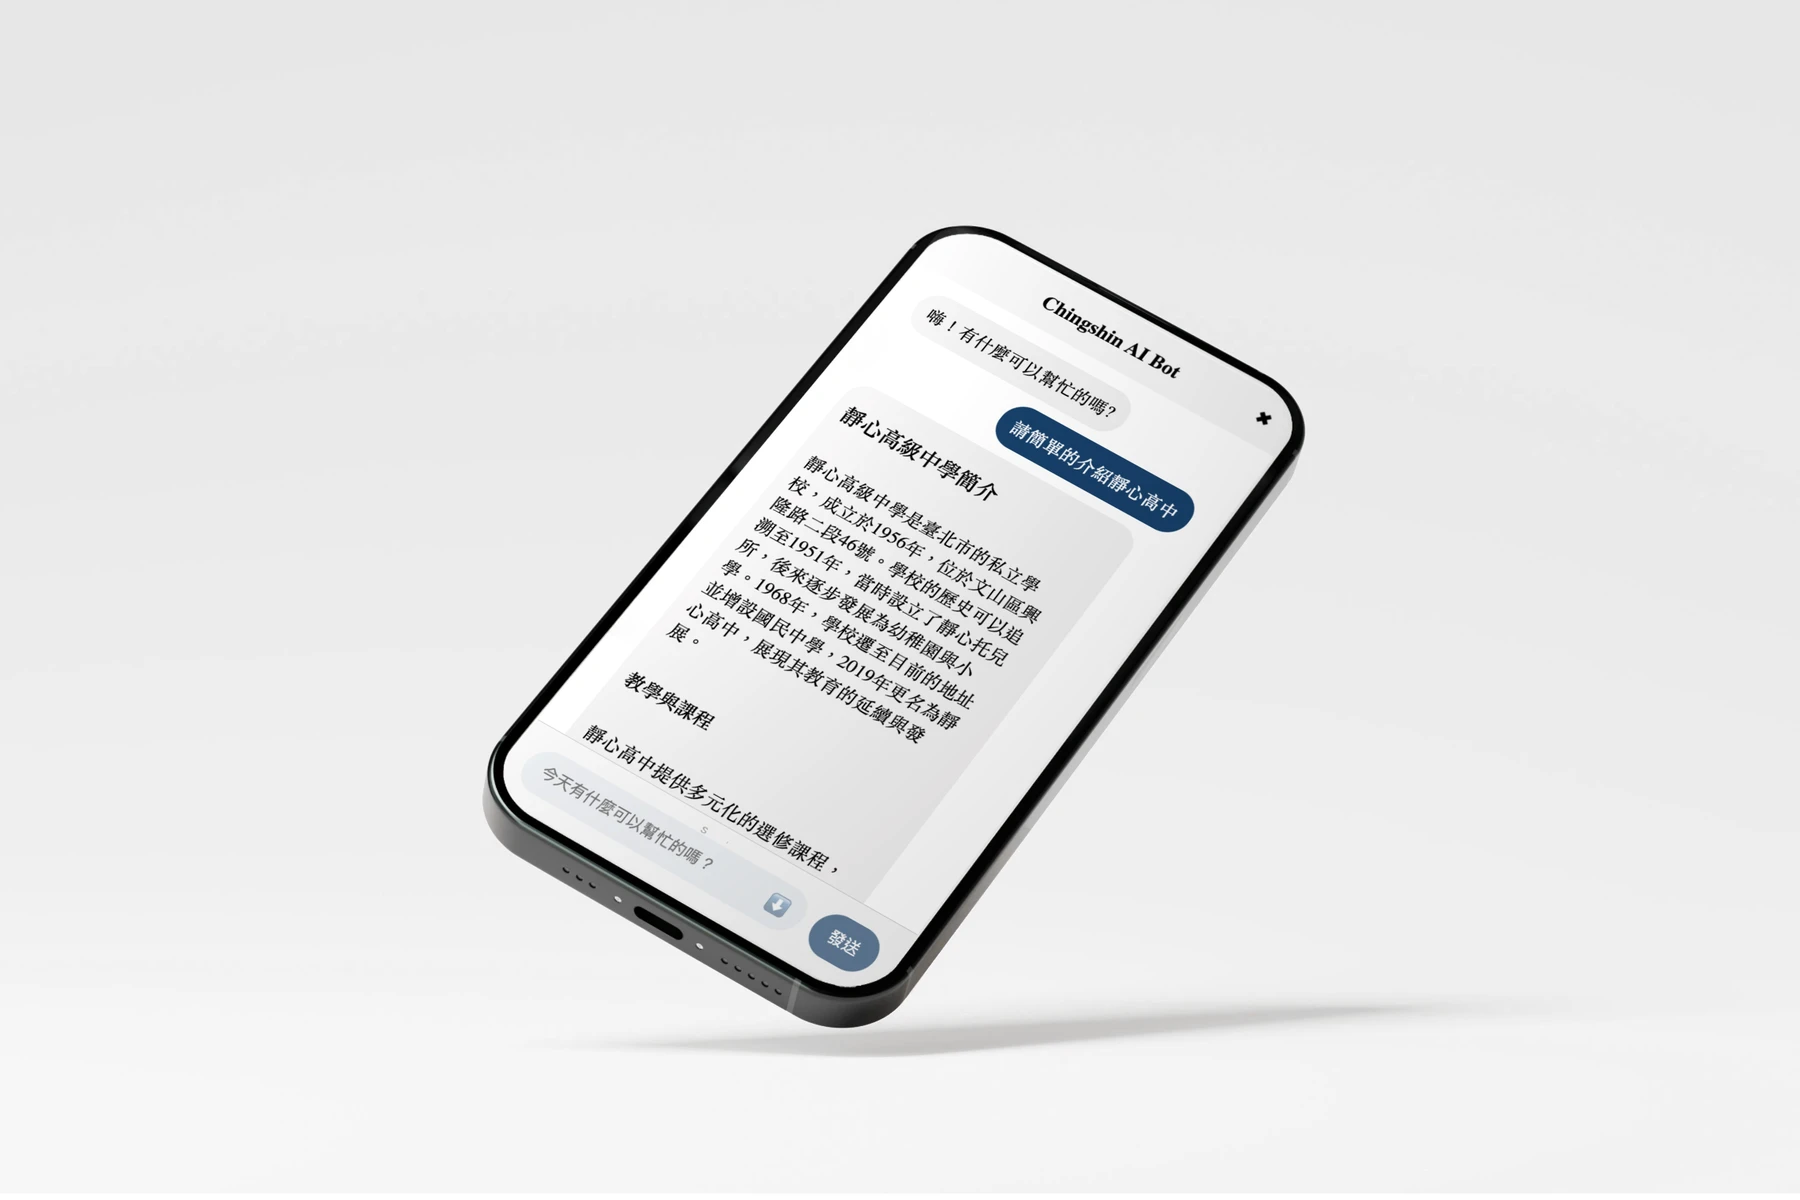 Chingshin AI Bot
嗨！有什麼可以幫忙的嗎?
請簡單的介紹靜心高中
靜心高級中學簡介
靜心高級中學是臺北市的私立學
校，成立於1956年，位於文山區興
隆路二段46號。學校的歷史可以追
溯至1951年，當時設立了靜心托兒
所，後來逐步發展為幼稚園與小
學。1968年，學校遷至目前的地址
並增設國民中學，2019年更名為靜
心高中，展現其教育的延續與發
展。
教學與課程
靜心高中提供多元化的選修課程，
s
今天有什麼可以幫忙的嗎？
發送